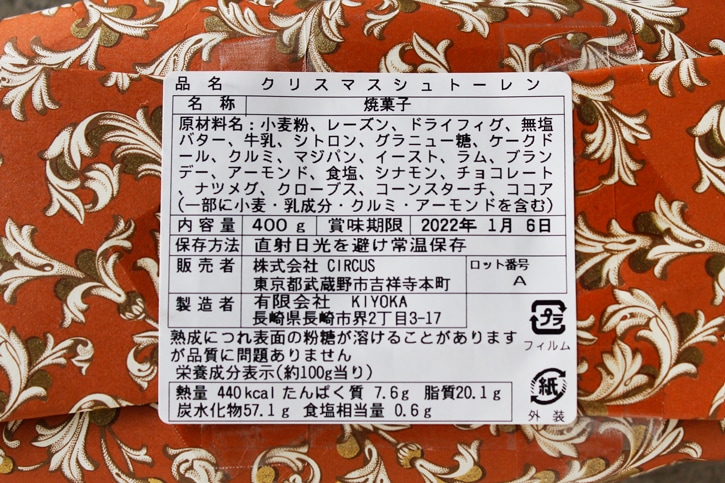 品名 クリスマスシュトーレン
名称 焼菓子
原材料名：小麦粉、レーズン、ドライフィグ、無塩
バター、牛乳、シトロン、グラニュー糖、ケークド
ール、クルミ、マジパン、イースト、ラム、ブラン
デー、アーモンド、食塩、シナモン、チョコレート
、ナツメグ、クローブス、コーンスターチ、ココア
(一部に小麦・乳成分・クルミ・アーモンドを含む)
内容量 400g 賞味期限 2022年 1月 6日
保存方法 直射日光を避け常温保存
販売者 株式会社 CIRCUS
東京都武蔵野市吉祥寺本町
ロット番号
A
製造者 有限会社 KIYOKA
長崎県長崎市界2丁目3-17
熟成につれ表面の粉糖が溶けることがあります
が品質に問題ありません
栄養成分表示(約100g当り)
熱量 440kcal たんぱく質 7.6g 脂質20.1g
炭水化物57.1g 食塩相当量 0.6g
プラ
フィルム
紙
外装